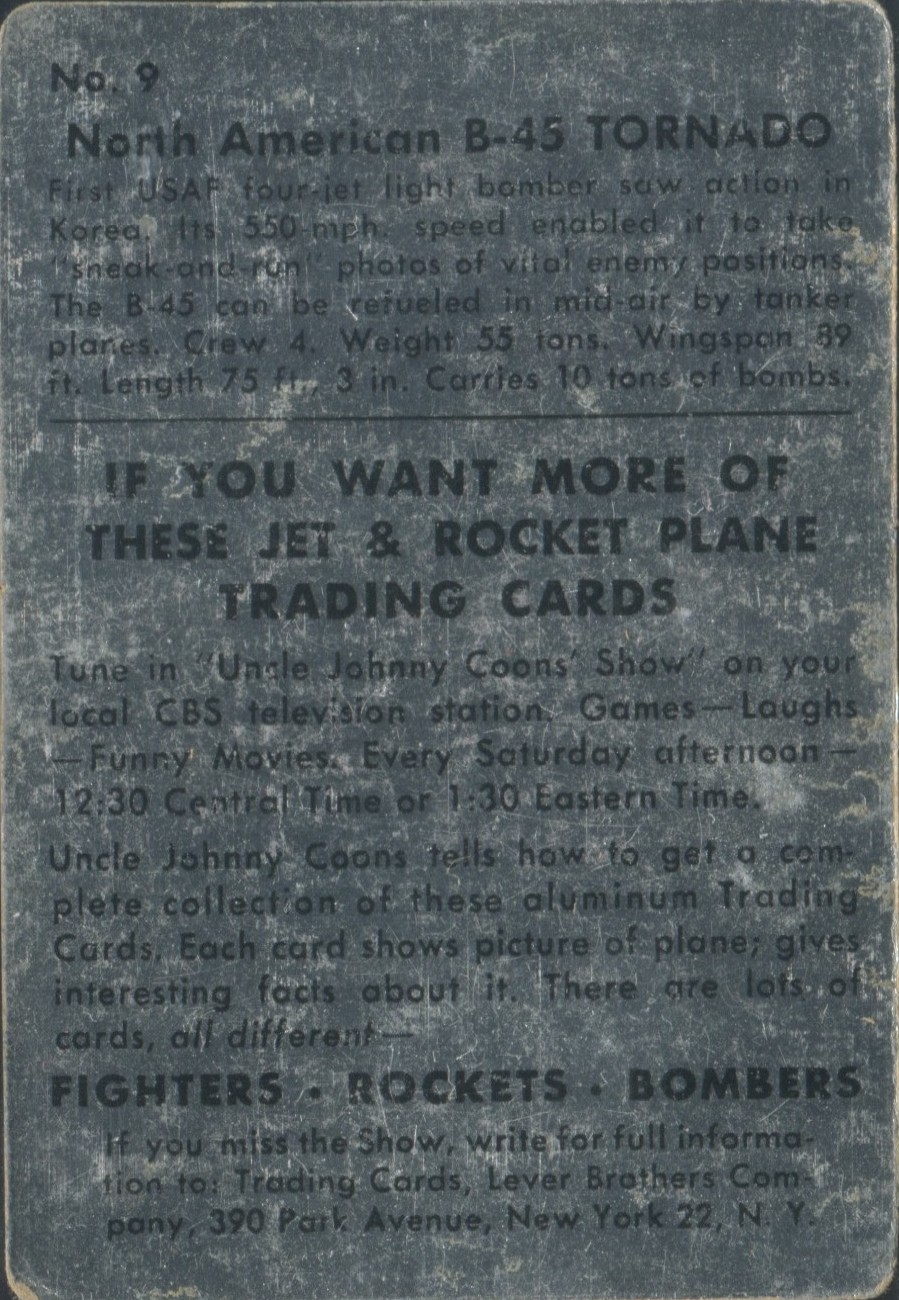 No. 9
North American B-45 TORNADO
First USAF four-jet light bomber saw action in
Korea. Its 550-mph. speed enabled it to take
"sneak-and-run" photos of vital enemy positions.
The B-45 can be refueled in mid-air by tanker
planes. Crew 4. Weight 55 tons. Wingspan 89
ft. Length 75 ft., 3 in. Carries 10 tons of bombs.
IF YOU WANT MORE OF
THESE JET & ROCKET PLANE
TRADING CARDS
Tune in "Uncle Johnny Coons' Show" on your
local CBS television station. Games—Laughs
—Funny Movies. Every Saturday afternoon—
12:30 Central Time or 1:30 Eastern Time.
Uncle Johnny Coons tells how to get a com-
plete collection of these aluminum Trading
Cards. Each card shows picture of plane; gives
interesting facts about it. There are lots of
cards, all different—
FIGHTERS • ROCKETS • BOMBERS
If you miss the Show, write for full informa-
tion to: Trading Cards, Lever Brothers Com-
pany, 390 Park Avenue, New York 22, N. Y.